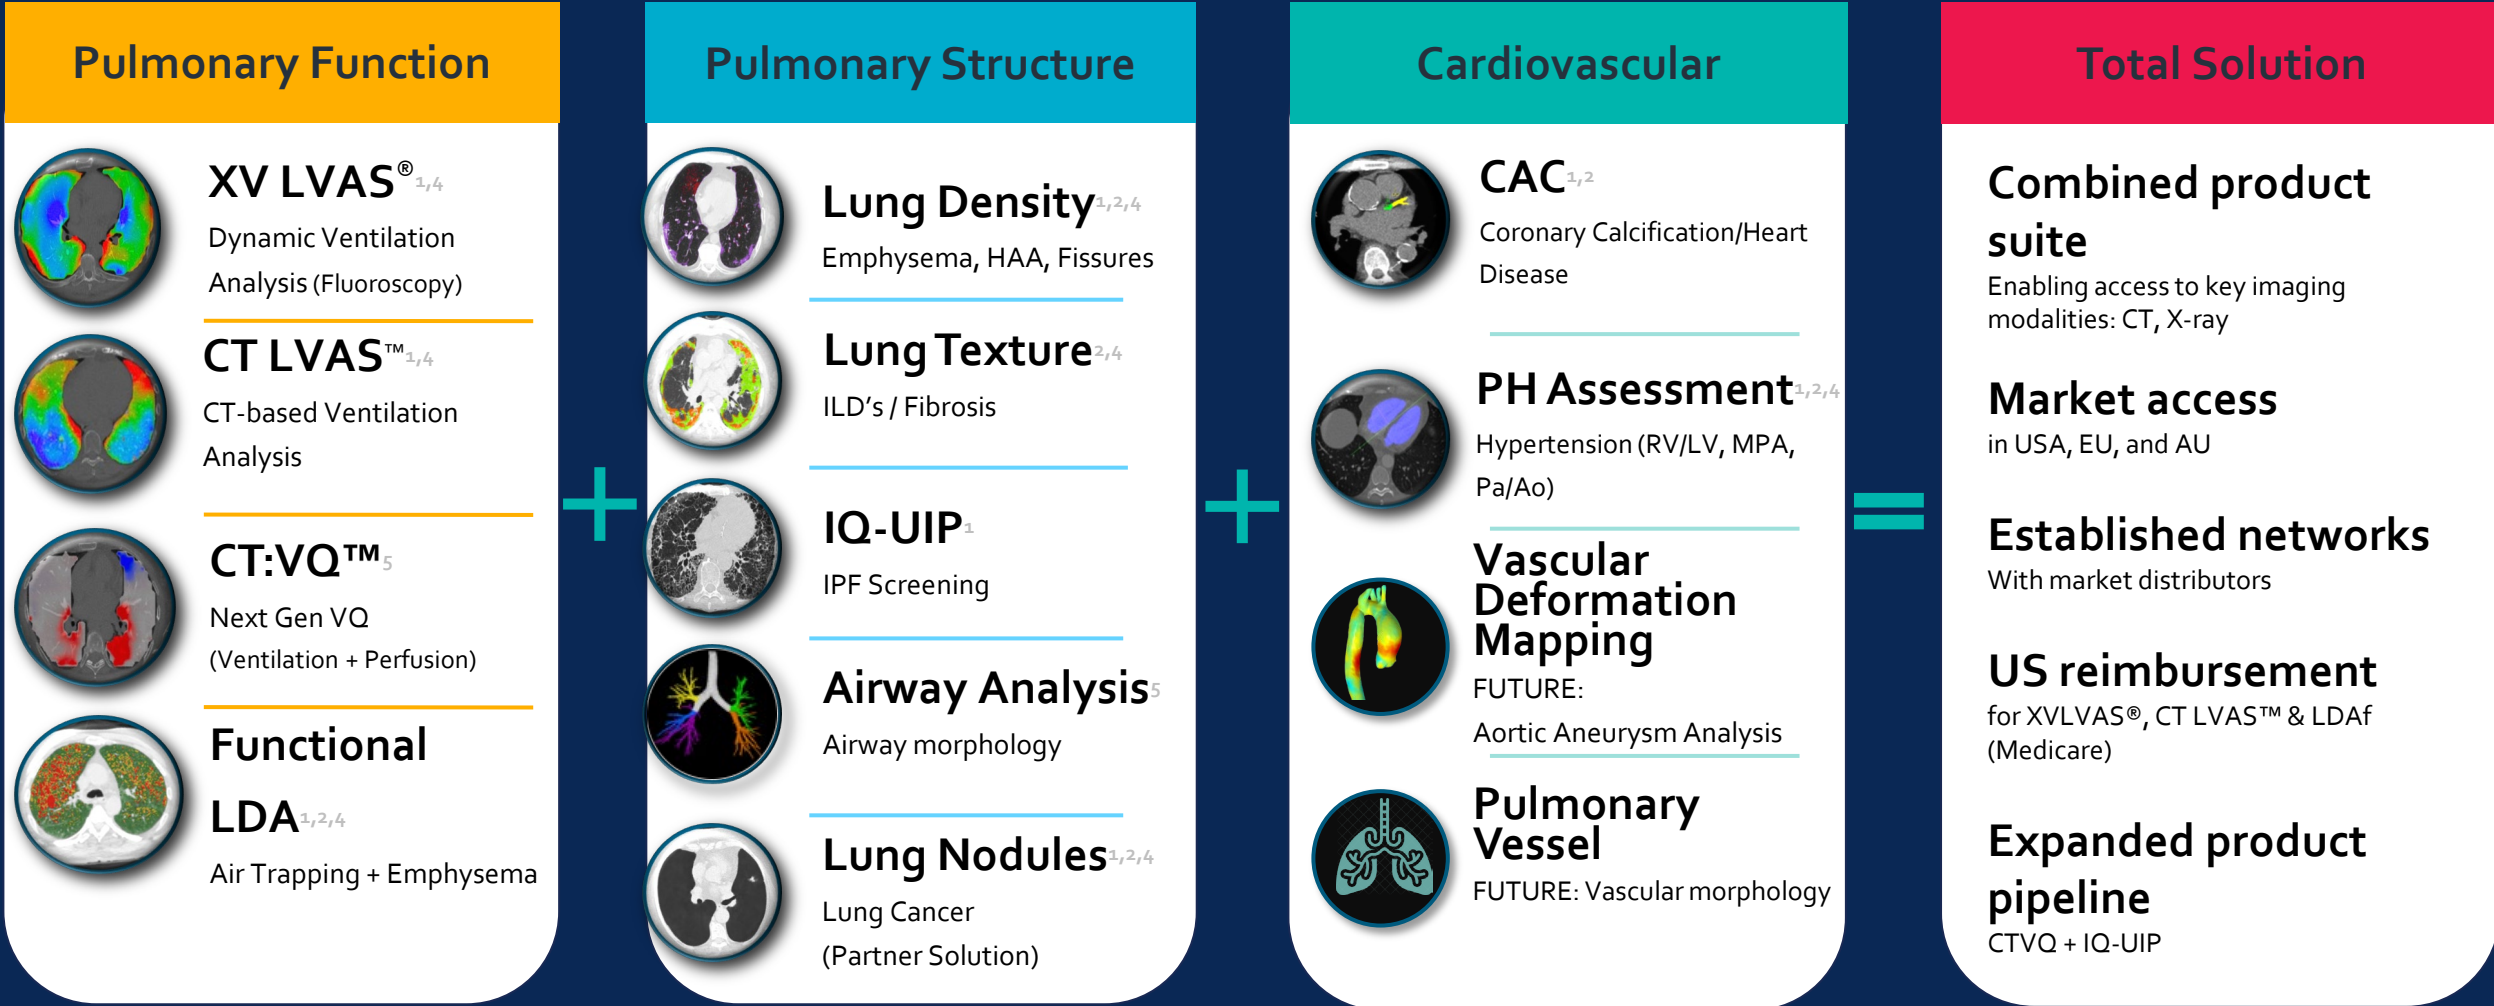 Pulmonary Function
XV LVAS®1,4
Dynamic Ventilation
Analysis (Fluoroscopy)
CT LVAS™1,4
CT-based Ventilation
Analysis
CT:VQ™5
Next Gen VQ
(Ventilation + Perfusion)
Functional
LDA1,2,4
Air Trapping + Emphysema
+
Pulmonary Structure
Lung Density1,2,4
Emphysema, HAA, Fissures
Lung Texture2,4
ILD's / Fibrosis
IQ-UIP1
IPF Screening
Airway Analysis5
Airway morphology
Lung Nodules1,2,4
Lung Cancer
(Partner Solution)
+
Cardiovascular
CAC1,2
Coronary Calcification/Heart
Disease
PH Assessment1,2,4
Hypertension (RV/LV, MPA,
Pa/Ao)
Vascular
Deformation
Mapping
FUTURE:
Aortic Aneurysm Analysis
Pulmonary
Vessel
FUTURE: Vascular morphology
=
Total Solution
Combined product
suite
Enabling access to key imaging
modalities: CT, X-ray
Market access
in USA, EU, and AU
Established networks
With market distributors
US reimbursement
for XVLVAS®, CT LVAS™ & LDAf
(Medicare)
Expanded product
pipeline
CTVQ + IQ-UIP